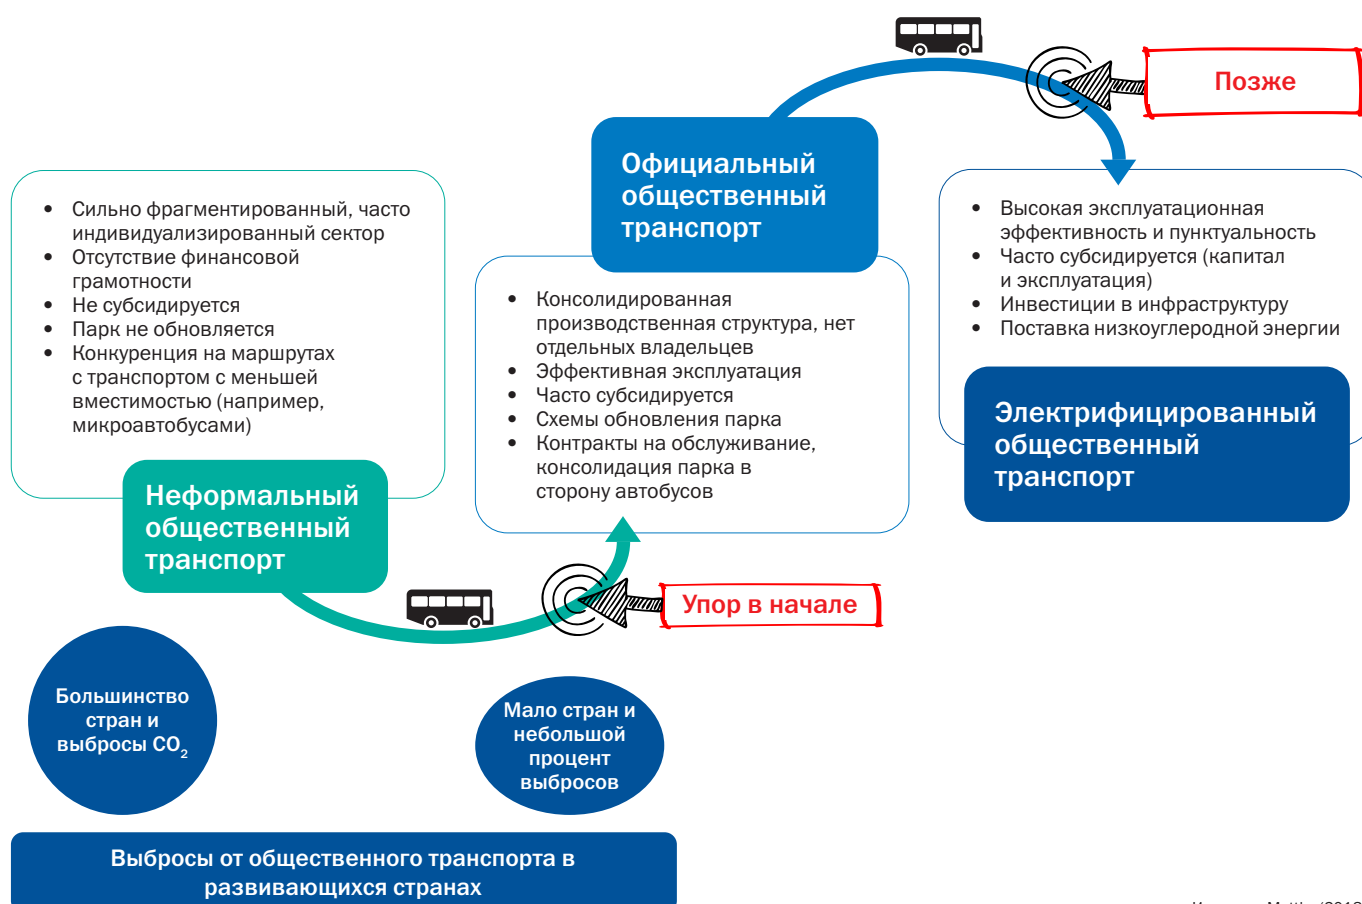 Позже
Официальный
общественный
транспорт
• Сильно фрагментированный, часто
индивидуализированный сектор
• Отсутствие финансовой
грамотности
• Не субсидируется
• Парк не обновляется
• Конкуренция на маршрутах
с транспортом с меньшей
вместимостью (например,
микроавтобусами)
Неформальный
общественный
транспорт
• Консолидированная
производственная структура, нет
отдельных владельцев
• Эффективная эксплуатация
• Часто субсидируется
• Схемы обновления парка
• Контракты на обслуживание,
консолидация парка в
сторону автобусов
• Высокая эксплуатационная
эффективность и пунктуальность
• Часто субсидируется (капитал
и эксплуатация)
• Инвестиции в инфраструктуру
• Поставка низкоуглеродной энергии
Электрифицированный
общественный
транспорт
Упор в начале
Большинство
стран и
выбросы CO₂
Мало стран и
небольшой
процент
выбросов
Выбросы от общественного транспорта в
развивающихся странах